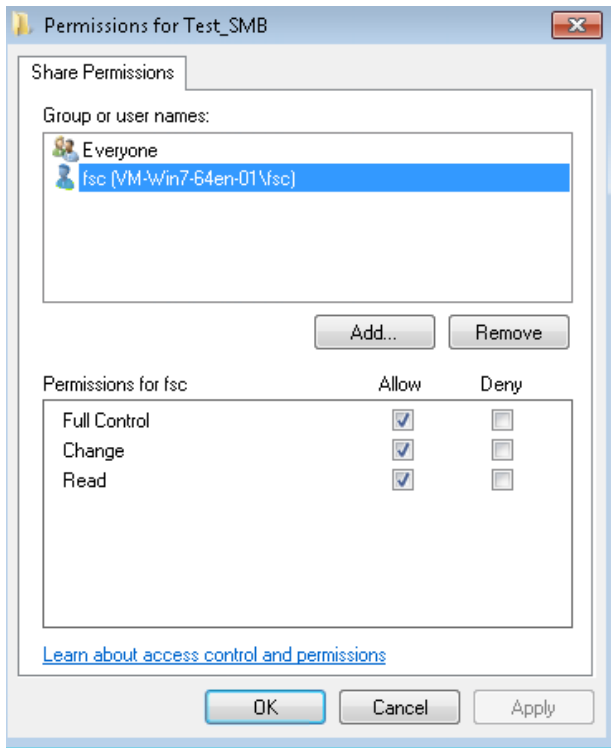 Permissions for Test_SMB
Share Permissions
Group or user names:
Everyone
fsc (VM-Win7-64en-01\fsc)
Add... Remove
Permissions for fsc Allow Deny
Full Control
Change
Read
Learn about access control and permissions
OK Cancel Apply